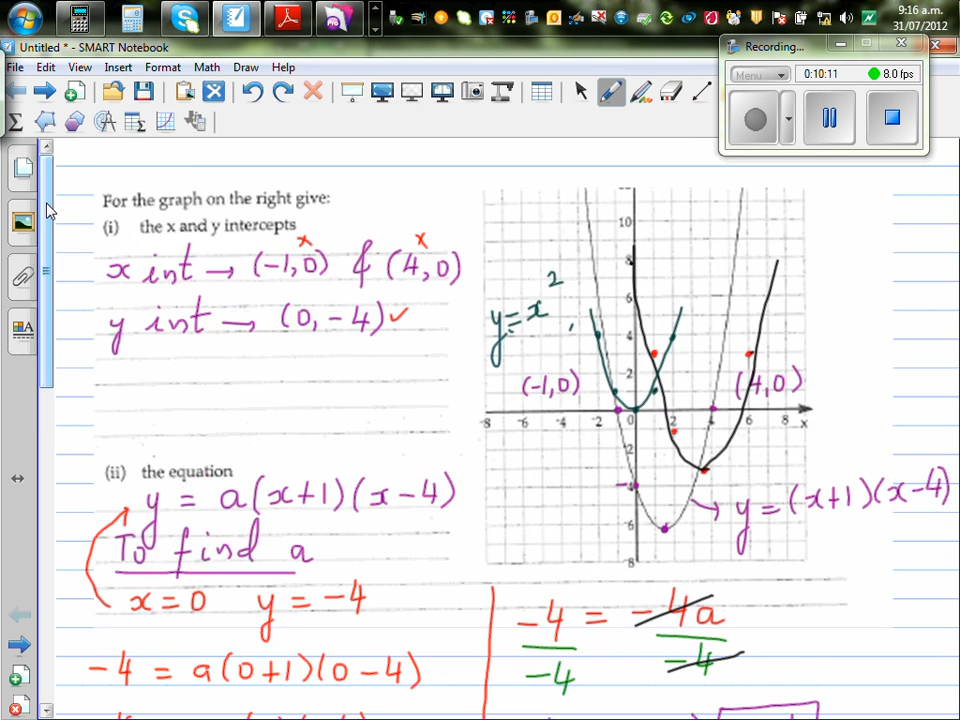 9:16 a.m.
31/07/2012
Untitled * - SMART Notebook
Recording...
File Edit View Insert Format Math Draw Help
Menu
0:10:11
8.0 fps
For the graph on the right give:
(i) the x and y intercepts
x int → (-1,0) & (4,0)
x x
y int → (0,-4) ✓
(ii) the equation
y = a(x+1)(x-4)
To find a
x=0 y=-4
-4 = a(0+1)(0-4)
10
8
6
4
2
y=x²
(-1,0)
(4,0)
-8 -6 -4 -2 0 2 4 6 8 x
-2
-4
-6
8
→ y=(x+1)(x-4)
-4 = -4a
-4 -4